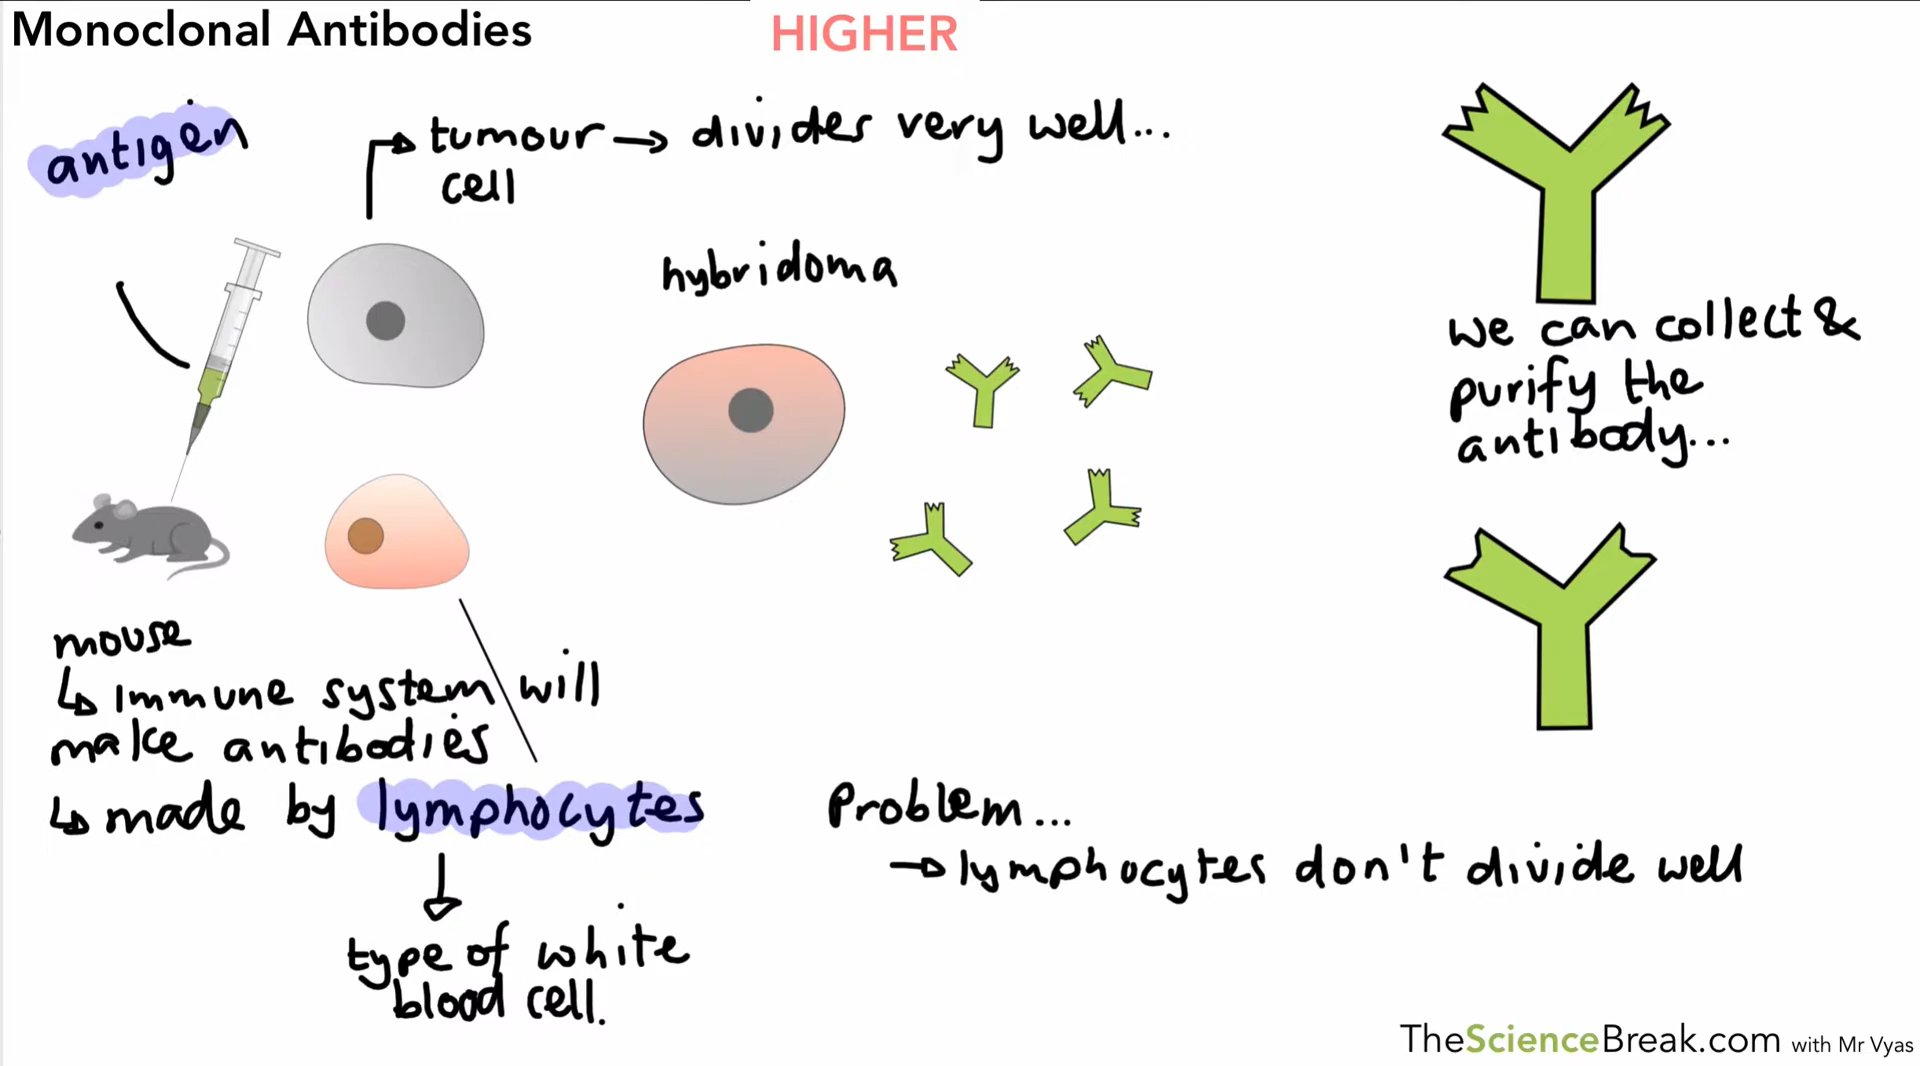 Monoclonal Antibodies
HIGHER
antigen
tumour → divides very well...
cell
hybridoma
we can collect &
purify the
antibody...
mouse
↳ immune system will
make antibodies
↳ made by lymphocytes
↓
type of white
blood cell.
Problem...
→ lymphocytes don't divide well
TheScienceBreak.com with Mr Vyas